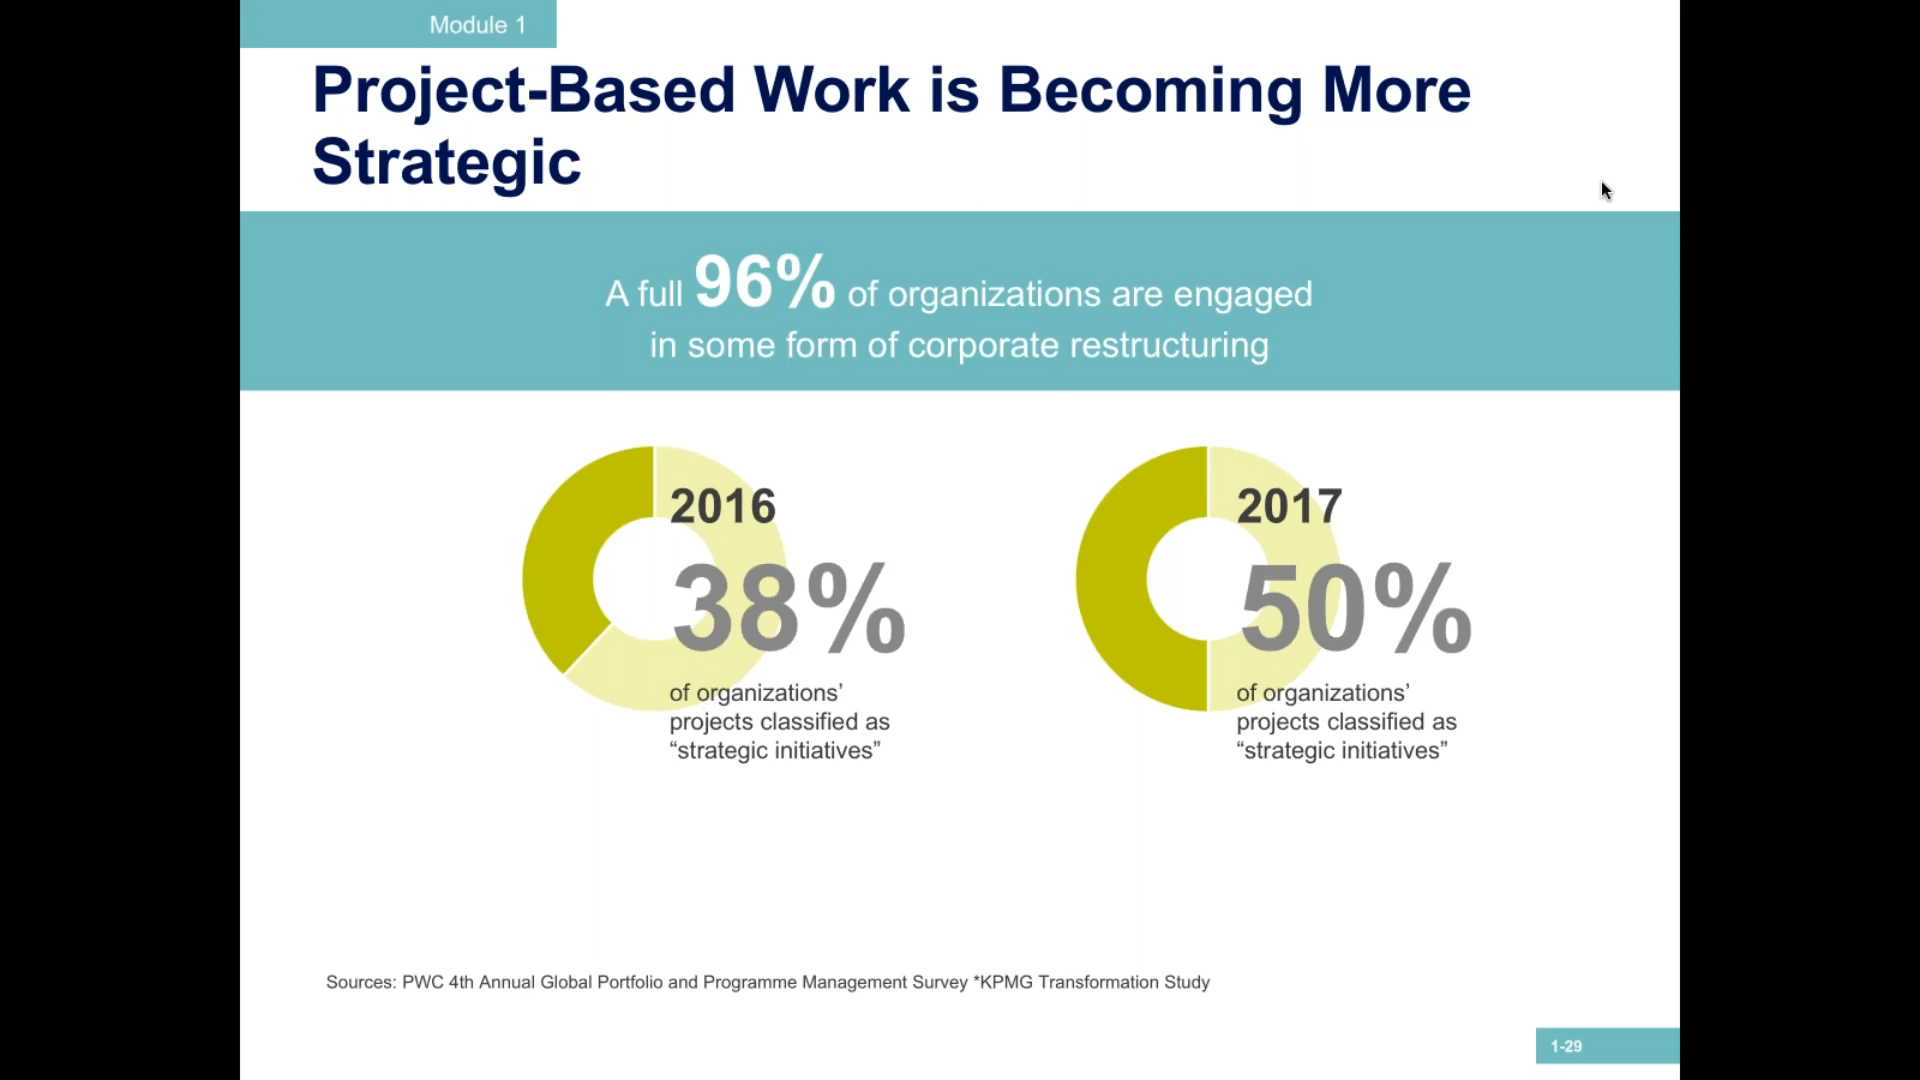 Module 1
Project-Based Work is Becoming More
Strategic
A full 96% of organizations are engaged
in some form of corporate restructuring
2016
38%
of organizations’
projects classified as
“strategic initiatives”
2017
50%
of organizations’
projects classified as
“strategic initiatives”
Sources: PWC 4th Annual Global Portfolio and Programme Management Survey *KPMG Transformation Study
1-29